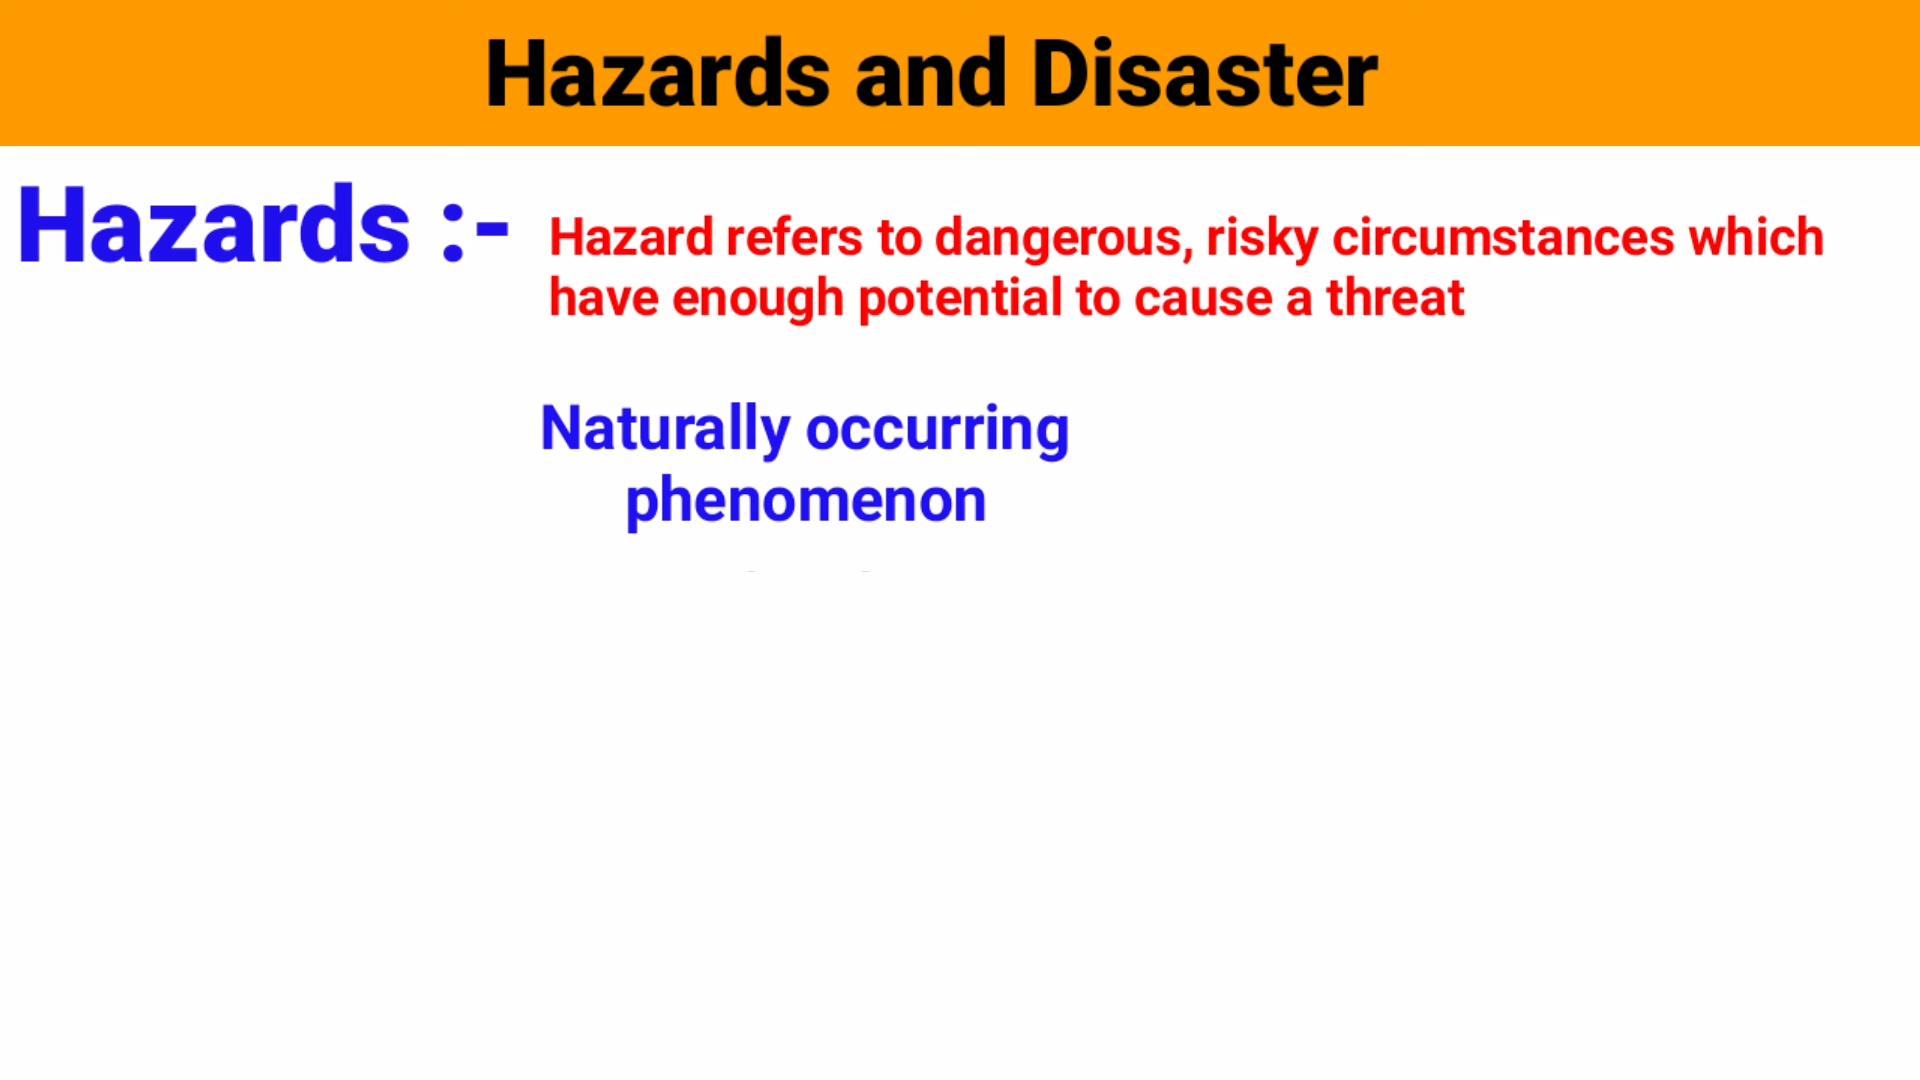 Hazards and Disaster
Hazards :-
Hazard refers to dangerous, risky circumstances which
have enough potential to cause a threat
Naturally occurring
phenomenon